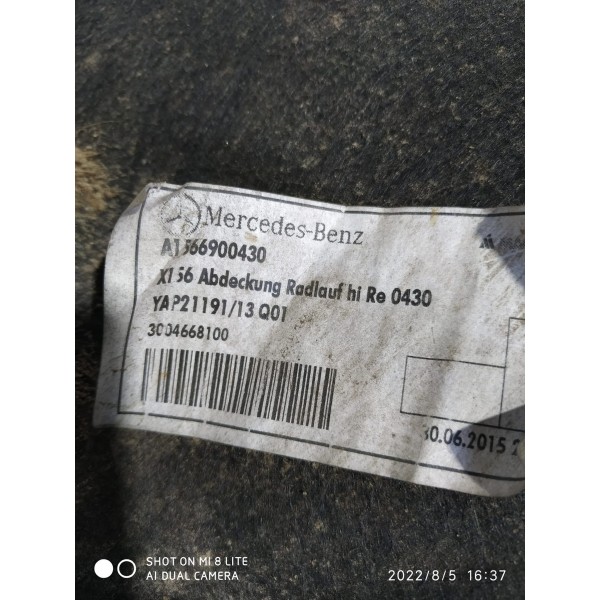 Mercedes-Benz
A1566900430
X156 Abdeckung Radlauf hi Re 0430
YAP21191/13 Q01
3004668100
30.06.2015
SHOT ON MI 8 LITE
AI DUAL CAMERA
2022/8/5 16:37